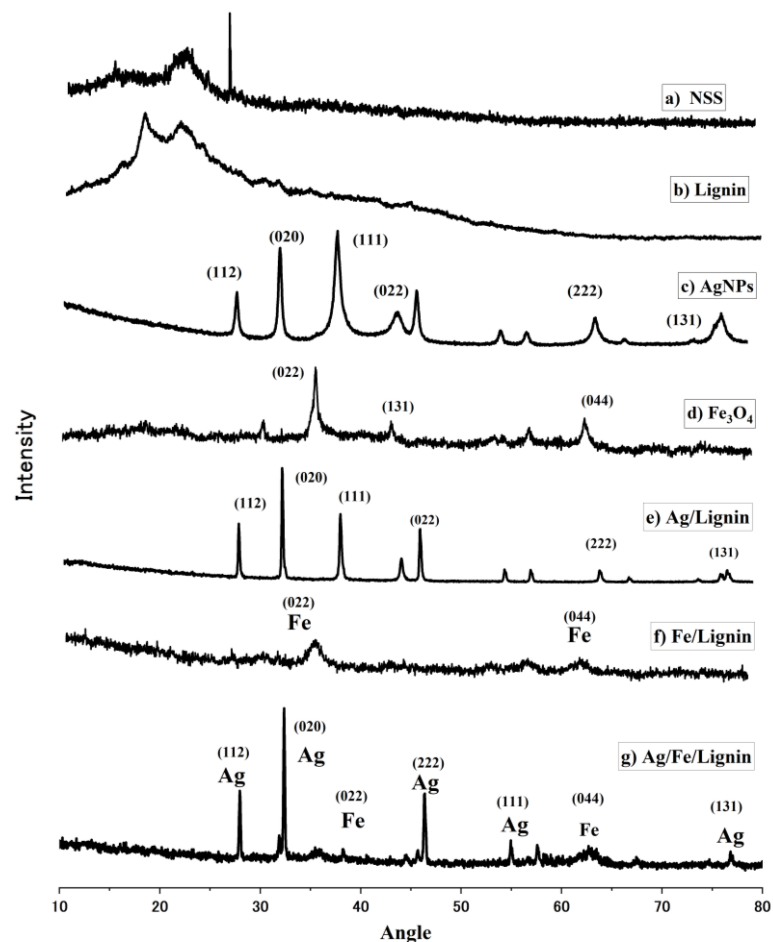 a) NSS
b) Lignin
(112)
(020)
(111)
(022)
(222)
(131)
c) AgNPs
(022)
(131)
(044)
d) Fe₃O₄
(112)
(020)
(111)
(022)
(222)
(131)
e) Ag/Lignin
(022)
Fe
(044)
Fe
f) Fe/Lignin
(112)
Ag
(020)
Ag
(022)
Fe
(222)
Ag
(111)
Ag
(044)
Fe
(131)
Ag
g) Ag/Fe/Lignin
Intensity
10 20 30 40 50 60 70 80
Angle